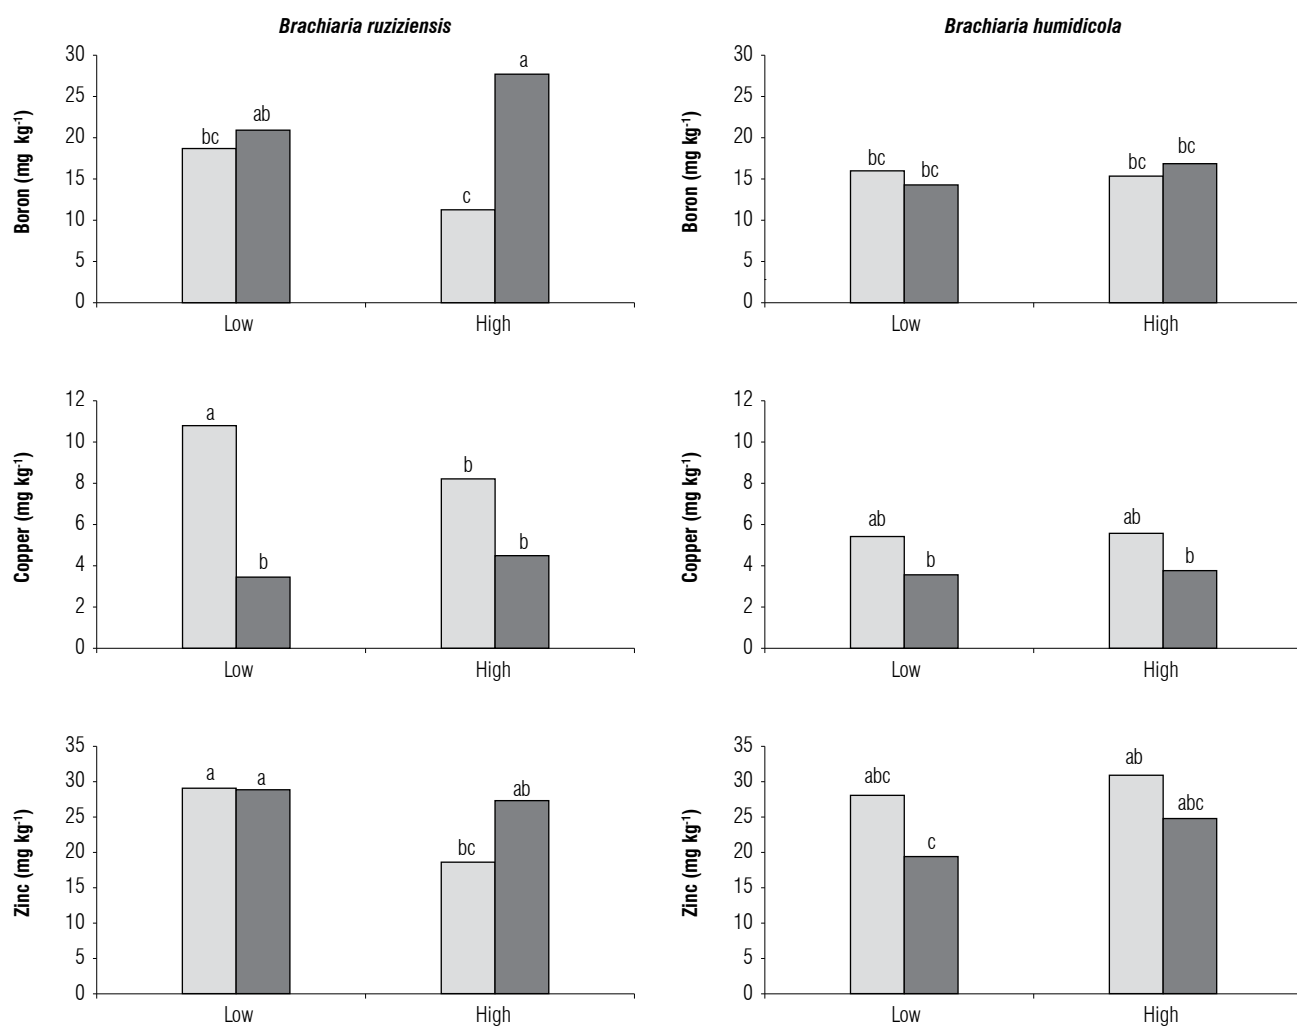 Brachiaria ruziziensis
Boron (mg kg-1)
30
25
20
15
10
5
0
bc
ab
c
a
Low
High
Brachiaria humidicola
Boron (mg kg-1)
30
25
20
15
10
5
0
bc
bc
bc
bc
Low
High
Copper (mg kg-1)
12
10
8
6
4
2
0
a
b
b
b
Low
High
Copper (mg kg-1)
12
10
8
6
4
2
0
ab
b
ab
b
Low
High
Zinc (mg kg-1)
35
30
25
20
15
10
5
0
a
a
bc
ab
Low
High
Zinc (mg kg-1)
35
30
25
20
15
10
5
0
abc
c
ab
abc
Low
High